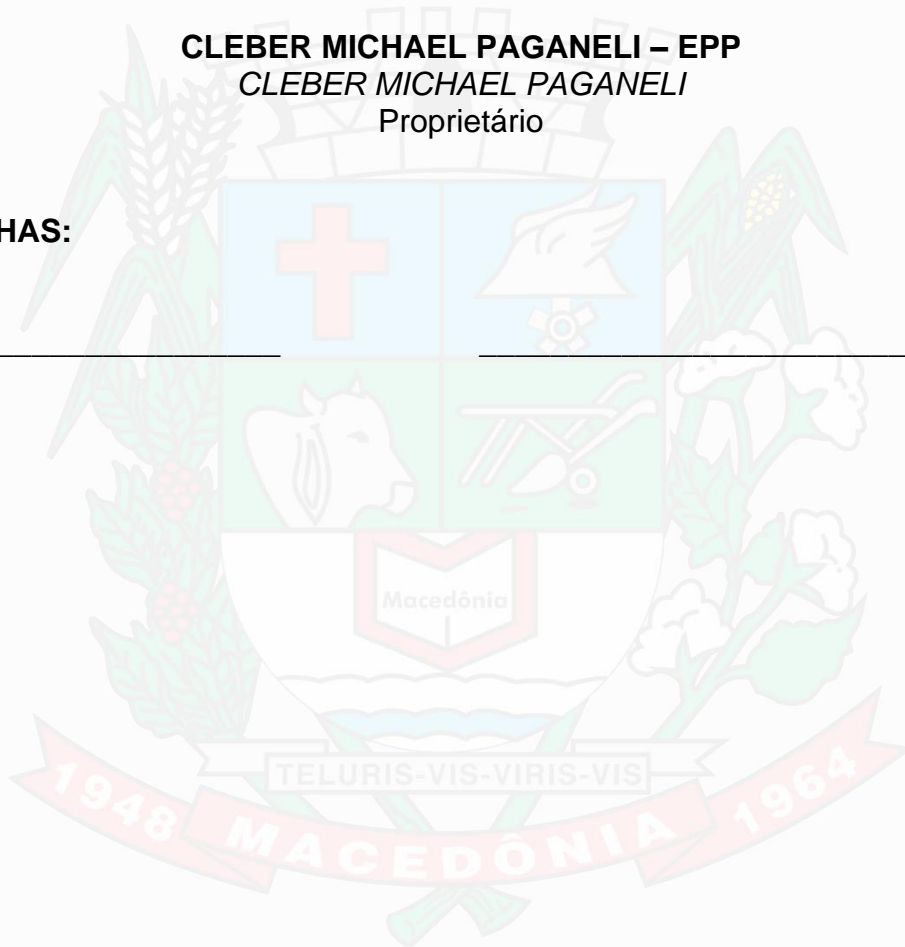 CLEBER MICHAEL PAGANELI – EPP
CLEBER MICHAEL PAGANELI
Proprietário
HAS:
Macedônia
TELURIS-VIS-VIRIS-VIS
1948 MACEDÔNIA 1964